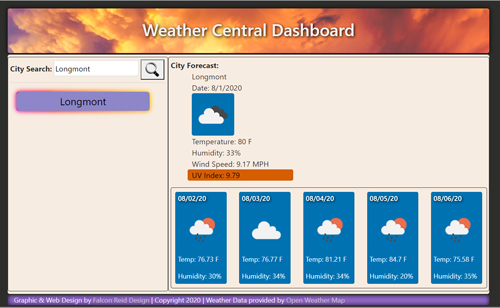 Weather Central Dashboard
City Search: Longmont
Longmont
City Forecast:
Longmont
Date: 8/1/2020
Temperature: 80 F
Humidity: 33%
Wind Speed: 9.17 MPH
UV Index: 9.79
08/02/20
Temp: 76.73 F
Humidity: 30%
08/03/20
Temp: 76.77 F
Humidity: 34%
08/04/20
Temp: 81.21 F
Humidity: 34%
08/05/20
Temp: 84.7 F
Humidity: 20%
08/06/20
Temp: 75.58 F
Humidity: 35%
Graphic & Web Design by Falcon Reid Design | Copyright 2020 | Weather Data provided by Open Weather Map